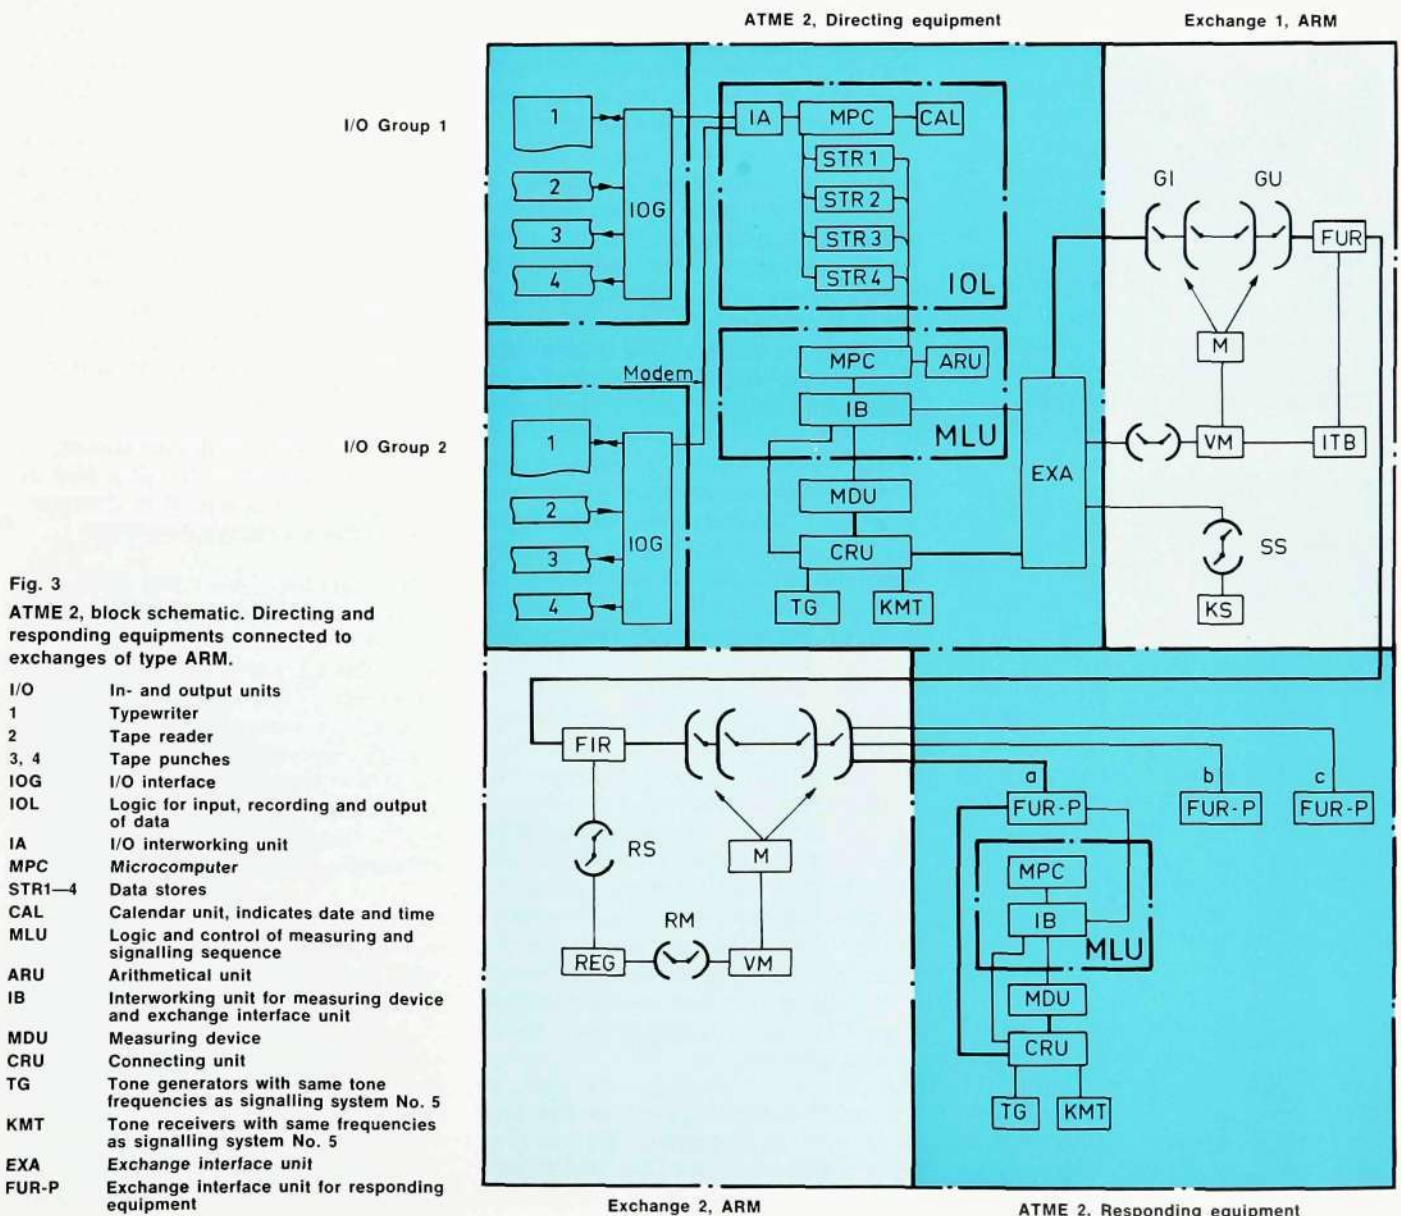 ATME 2, Directing equipment
Exchange 1, ARM
I/O Group 1
1
2
3
4
IOG
IA
MPC
CAL
STR 1
STR 2
STR 3
STR 4
IOL
GI
GU
FUR
M
Modem
MPC
ARU
IB
MLU
EXA
VM
ITB
I/O Group 2
1
2
3
4
IOG
MDU
CRU
TG
KMT
SS
KS
Fig. 3
ATME 2, block schematic. Directing and
responding equipments connected to
exchanges of type ARM.
I/O In- and output units
1 Typewriter
2 Tape reader
3, 4 Tape punches
IOG I/O interface
IOL Logic for input, recording and output
of data
IA I/O interworking unit
MPC Microcomputer
STR1—4 Data stores
CAL Calendar unit, indicates date and time
MLU Logic and control of measuring and
signalling sequence
ARU Arithmetical unit
IB Interworking unit for measuring device
and exchange interface unit
MDU Measuring device
CRU Connecting unit
TG Tone generators with same tone
frequencies as signalling system No. 5
KMT Tone receivers with same frequencies
as signalling system No. 5
EXA Exchange interface unit
FUR-P Exchange interface unit for responding
equipment
FIR
RS
M
RM
REG
VM
a
b
c
FUR-P
FUR-P
FUR-P
MPC
IB
MLU
MDU
CRU
TG
KMT
Exchange 2, ARM
ATME 2, Responding equipment